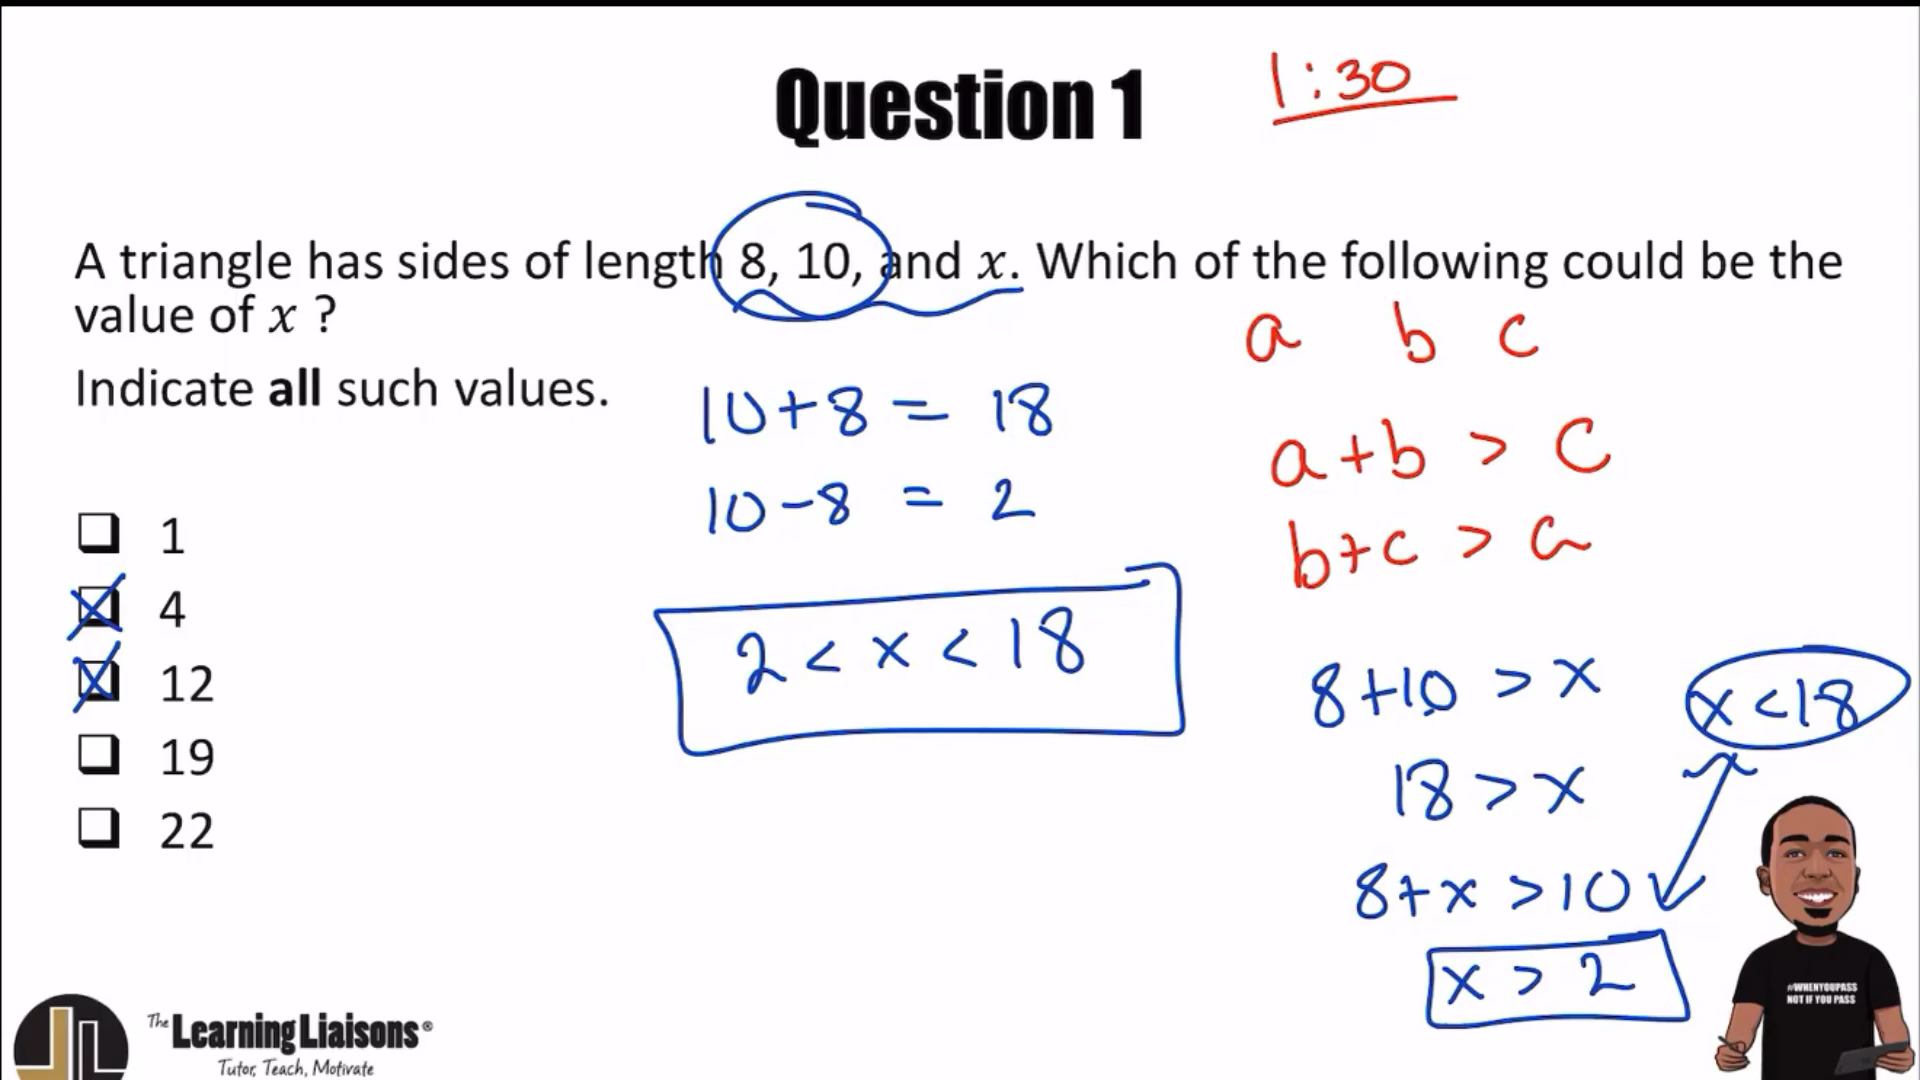 Question 1
1:30
A triangle has sides of length 8, 10, and x. Which of the following could be the
value of x ?
Indicate all such values.
1
4
12
19
22
10+8 = 18
10-8 = 2
2 < x < 18
a b c
a+b > c
b+c > a
8+10 > x
x < 18
18 > x
8+x > 10
x > 2
The Learning Liaisons®
Tutor, Teach, Motivate
#WHENYOUPASS
NOT IF YOU PASS